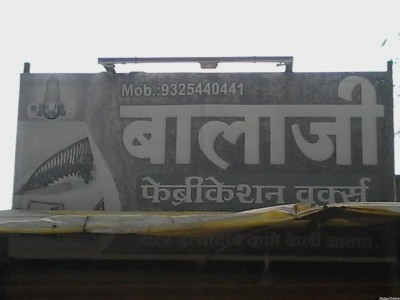 Mob.:9325440441
बालाजी
फेब्रीकेशन वर्क्स
कामे केली जातात.